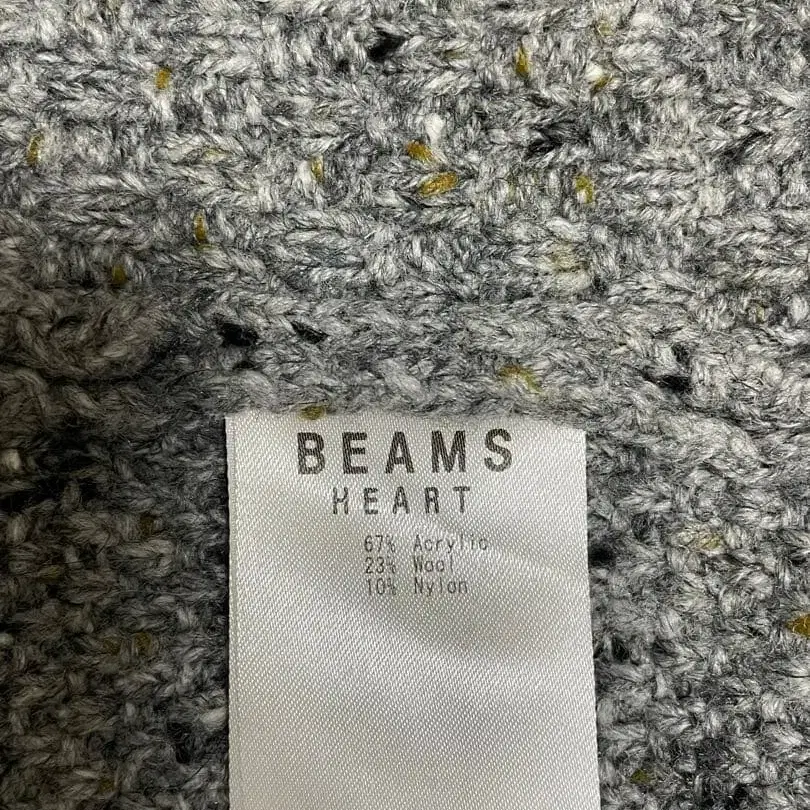 BEAMS
HEART
67% Acrylic
23% Wool
10% Nylon